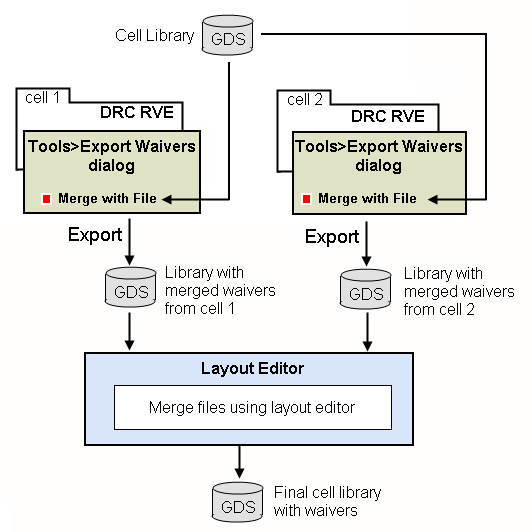 Cell Library
GDS
cell 1
DRC RVE
Tools>Export Waivers
dialog
Merge with File
cell 2
DRC RVE
Tools>Export Waivers
dialog
Merge with File
Export
GDS
Library with
merged waivers
from cell 1
Export
GDS
Library with
merged waivers
from cell 2
Layout Editor
Merge files using layout editor
GDS
Final cell library
with waivers